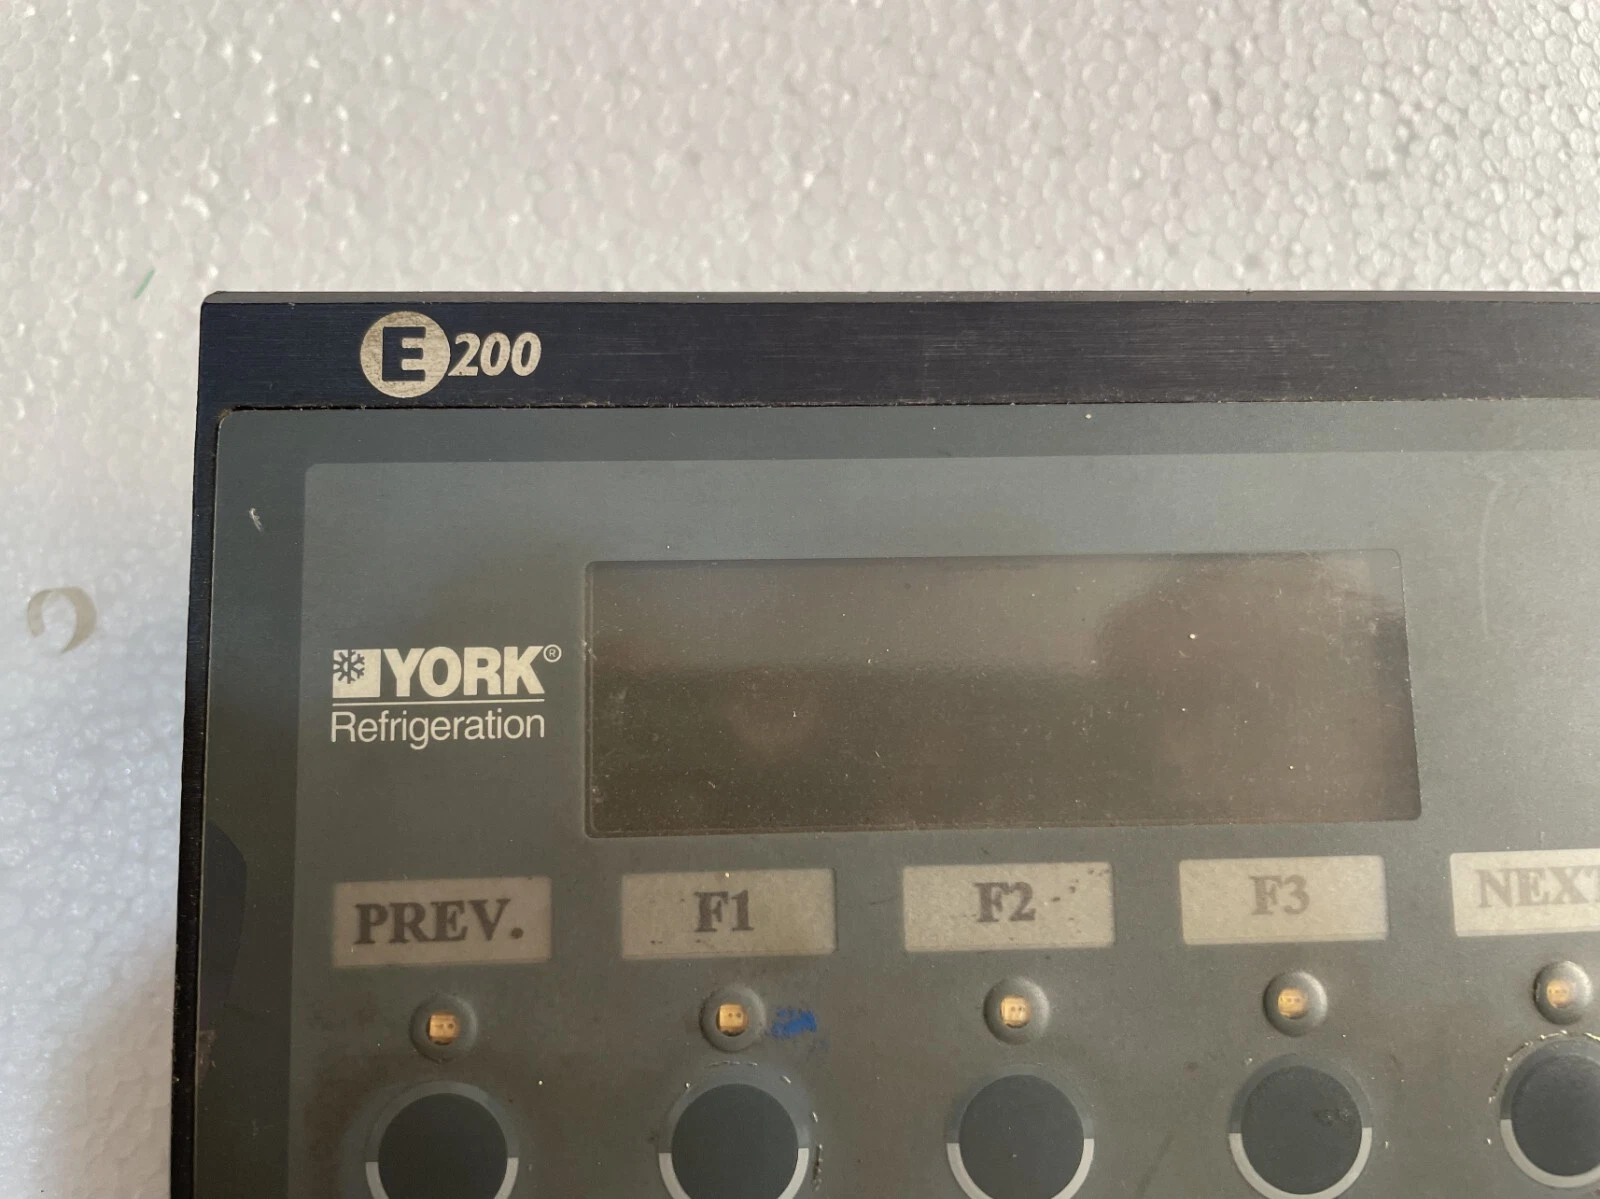 E200
YORK®
Refrigeration
PREV. F1 F2 F3 NEXT